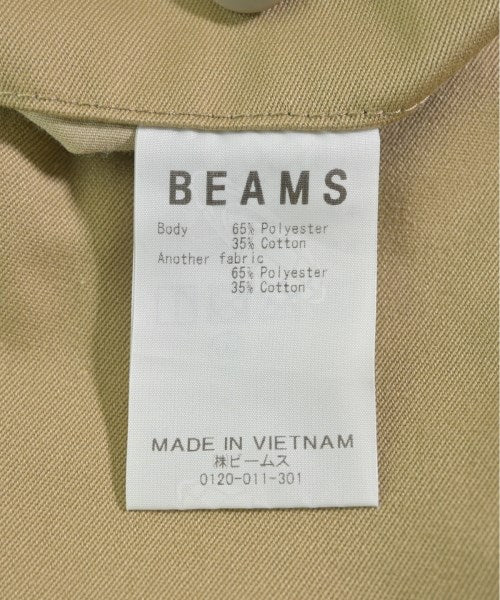 BEAMS
Body 65% Polyester
35% Cotton
Another fabric
65% Polyester
35% Cotton
MADE IN VIETNAM
㈱ビームス
0120-011-301